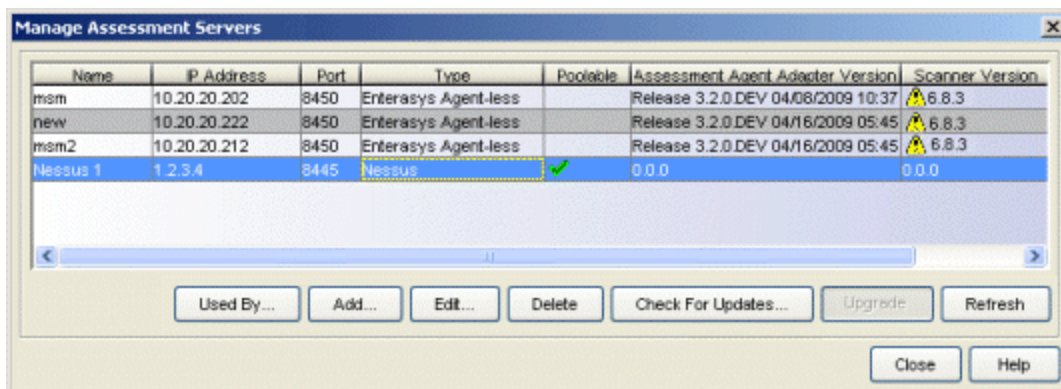 Manage Assessment Servers
Name IP Address Port Type Poolable Assessment Agent Adapter Version Scanner Version
msm 10.20.20.202 8450 Enterasys Agent-less Release 3.2.0.DEV 04/08/2009 10:37 6.8.3
new 10.20.20.222 8450 Enterasys Agent-less Release 3.2.0.DEV 04/16/2009 05:45 6.8.3
msm2 10.20.20.212 8450 Enterasys Agent-less Release 3.2.0.DEV 04/16/2009 05:45 6.8.3
Nessus 1 1.2.3.4 8445 Nessus 0.0.0 0.0.0
Used By... Add... Edit... Delete Check For Updates... Upgrade Refresh
Close Help